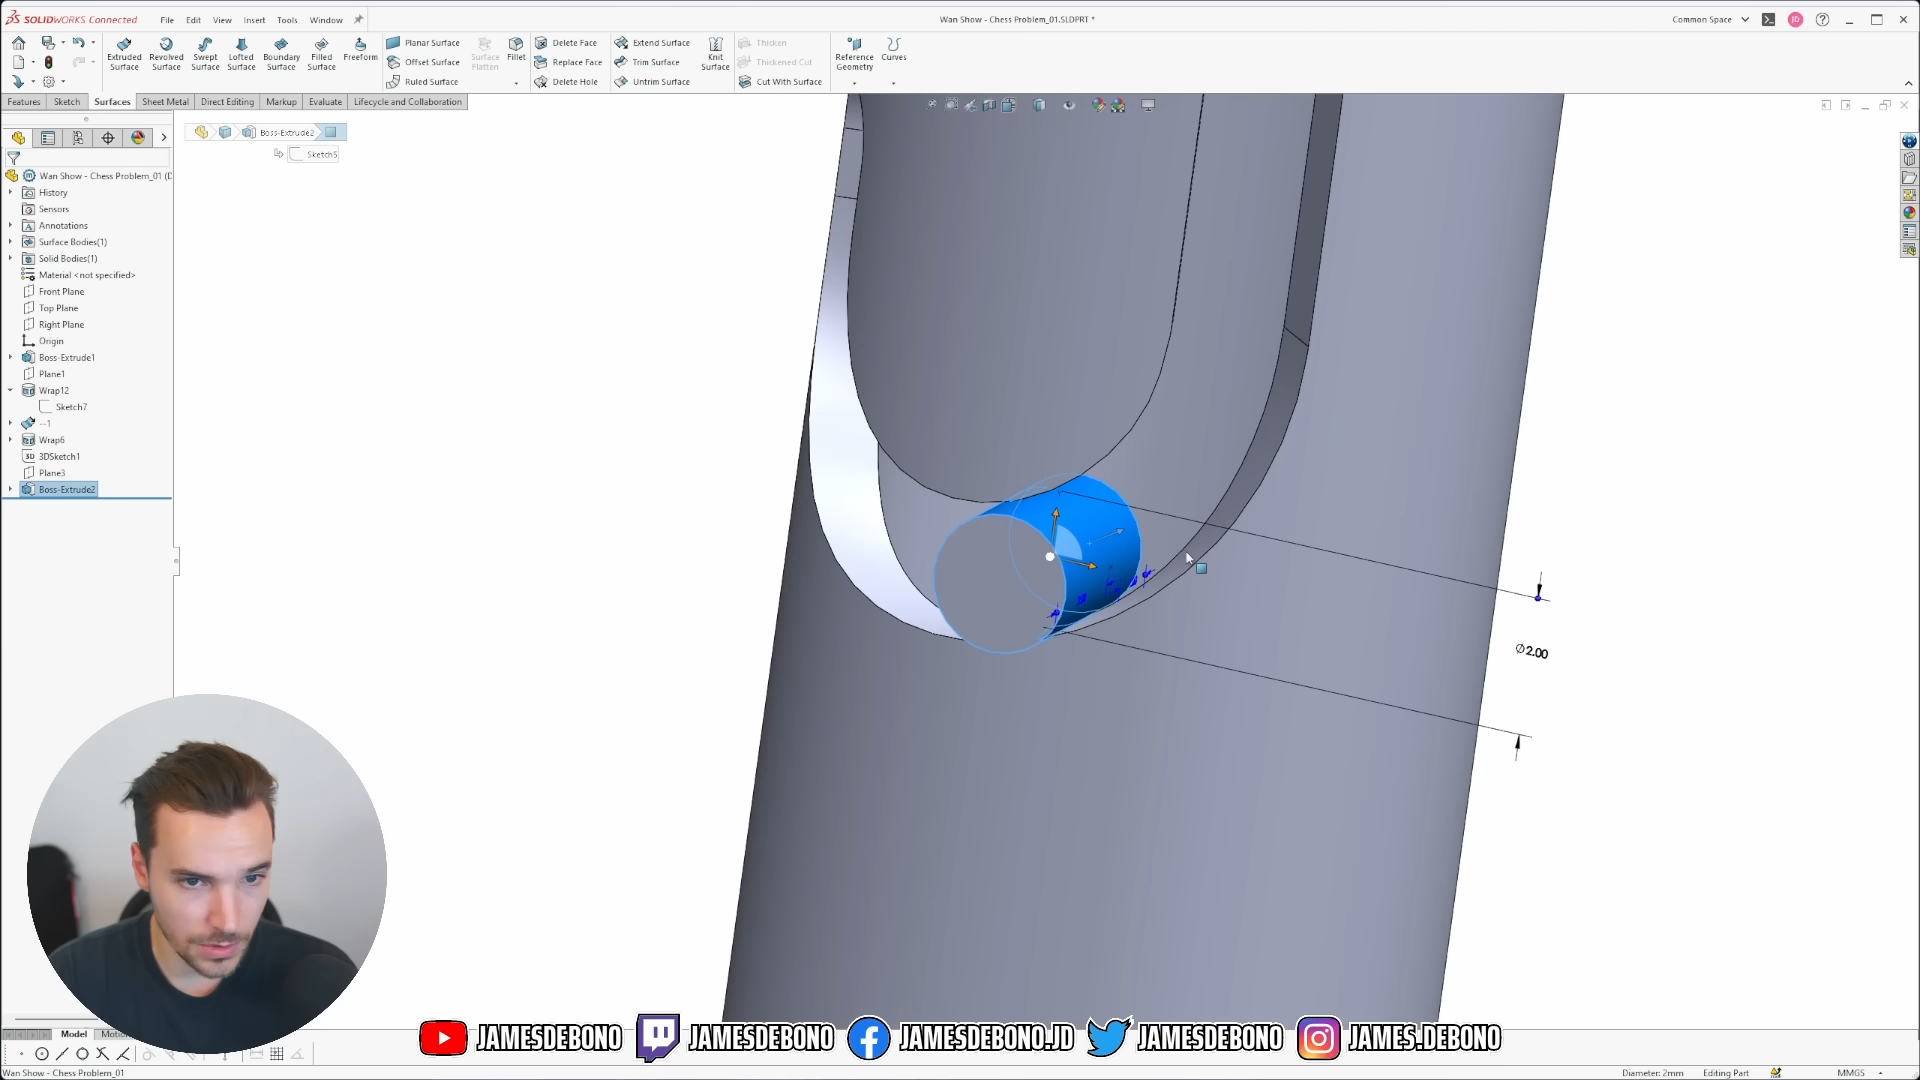 SOLIDWORKS Connected
File Edit View Insert Tools Window
Wan Show - Chess Problem_01.SLDPRT *
Common Space
Extruded Surface
Revolved Surface
Swept Surface
Lofted Surface
Boundary Surface
Filled Surface
Freeform
Planar Surface
Offset Surface
Ruled Surface
Surface Flatten
Fillet
Delete Face
Replace Face
Delete Hole
Extend Surface
Trim Surface
Untrim Surface
Knit Surface
Thicken
Thickened Cut
Cut With Surface
Reference Geometry
Curves
Features Sketch Surfaces Sheet Metal Direct Editing Markup Evaluate Lifecycle and Collaboration
Boss-Extrude2
Sketch5
Wan Show - Chess Problem_01 (D
History
Sensors
Annotations
Surface Bodies(1)
Solid Bodies(1)
Material <not specified>
Front Plane
Top Plane
Right Plane
Origin
Boss-Extrude1
Plane1
Wrap12
Sketch7
--1
Wrap6
3D 3DSketch1
Plane3
Boss-Extrude2
∅2.00
Model
JAMESDEBONO JAMESDEBONO JAMESDEBONO.JD JAMESDEBONO JAMES.DEBONO
Wan Show - Chess Problem_01
Diameter: 2mm Editing Part MMGS